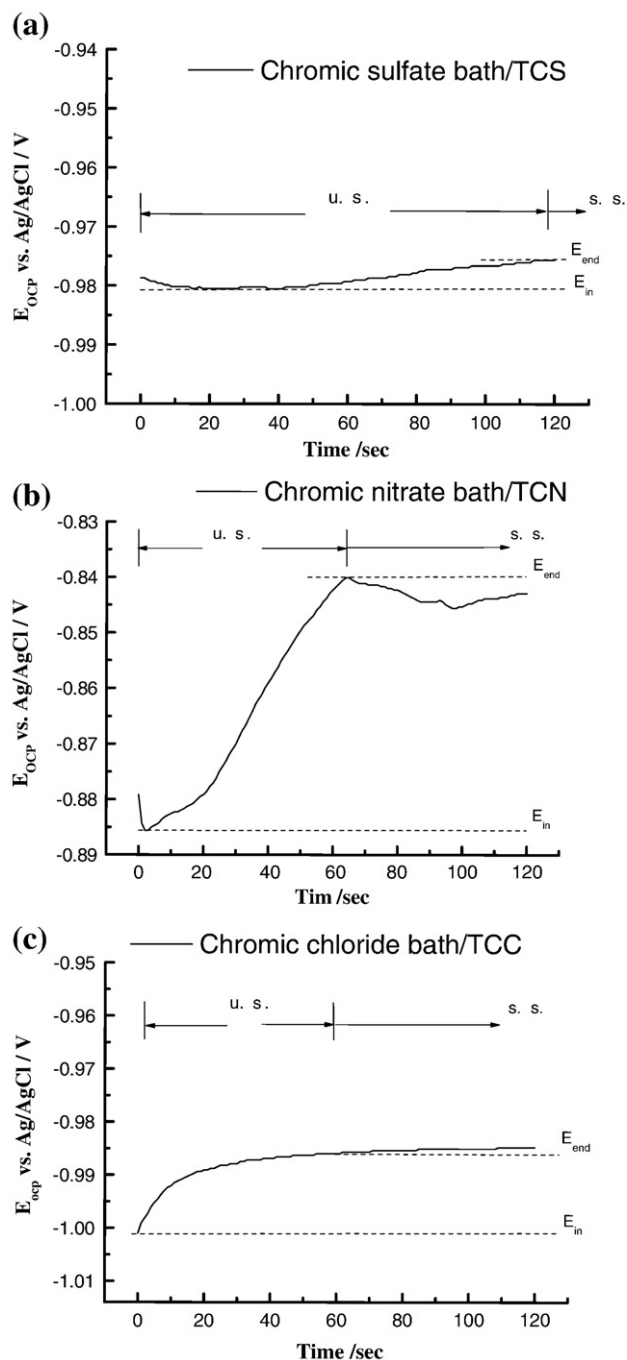 (a)
Chromic sulfate bath/TCS
E_OCP vs. Ag/AgCl / V
-0.94
-0.95
-0.96
-0.97
-0.98
-0.99
-1.00
u. s.
s. s.
E_end
E_in
0 20 40 60 80 100 120
Time /sec
(b)
Chromic nitrate bath/TCN
E_OCP vs. Ag/AgCl / V
-0.83
-0.84
-0.85
-0.86
-0.87
-0.88
-0.89
u. s.
s. s.
E_end
E_in
0 20 40 60 80 100 120
Tim /sec
(c)
Chromic chloride bath/TCC
E_ocp vs. Ag/AgCl / V
-0.95
-0.96
-0.97
-0.98
-0.99
-1.00
-1.01
u. s.
s. s.
E_end
E_in
0 20 40 60 80 100 120
Time /sec